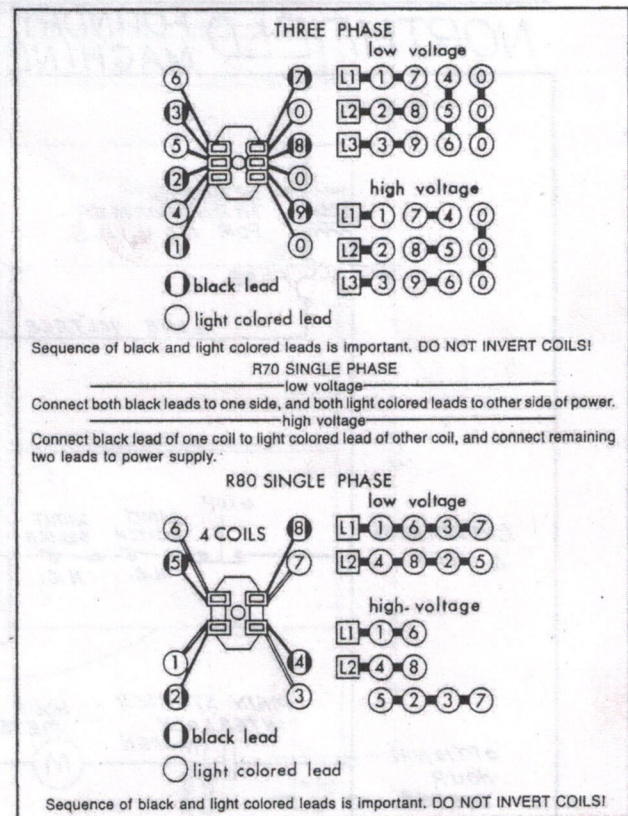 THREE PHASE
low voltage
6 7 L1 1 7 4 0
3 0
5 8 L2 2 8 5 0
2 0 L3 3 9 6 0
4 9 high voltage
1 0 L1 1 7 4 0
black lead L2 2 8 5 0
light colored lead L3 3 9 6 0
Sequence of black and light colored leads is important. DO NOT INVERT COILS!
R70 SINGLE PHASE
low voltage
Connect both black leads to one side, and both light colored leads to other side of power.
high voltage
Connect black lead of one coil to light colored lead of other coil, and connect remaining
two leads to power supply.
R80 SINGLE PHASE
low voltage
6 4 COILS 8 L1 1 6 3 7
5 7 L2 4 8 2 5
high-voltage
L1 1 6
1 4 L2 4 8
2 3 5 2 3 7
black lead
light colored lead
Sequence of black and light colored leads is important. DO NOT INVERT COILS!